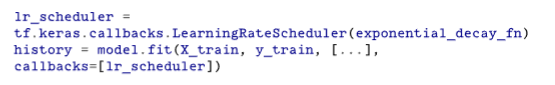 lr_scheduler =
tf.keras.callbacks.LearningRateScheduler(exponential_decay_fn)
history = model.fit(X_train, y_train, [...],
callbacks=[lr_scheduler])